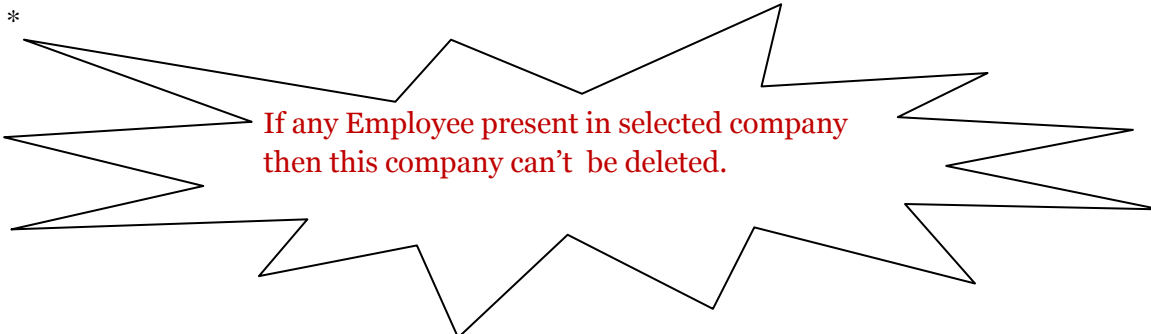 *
If any Employee present in selected company
then this company can’t  be deleted.